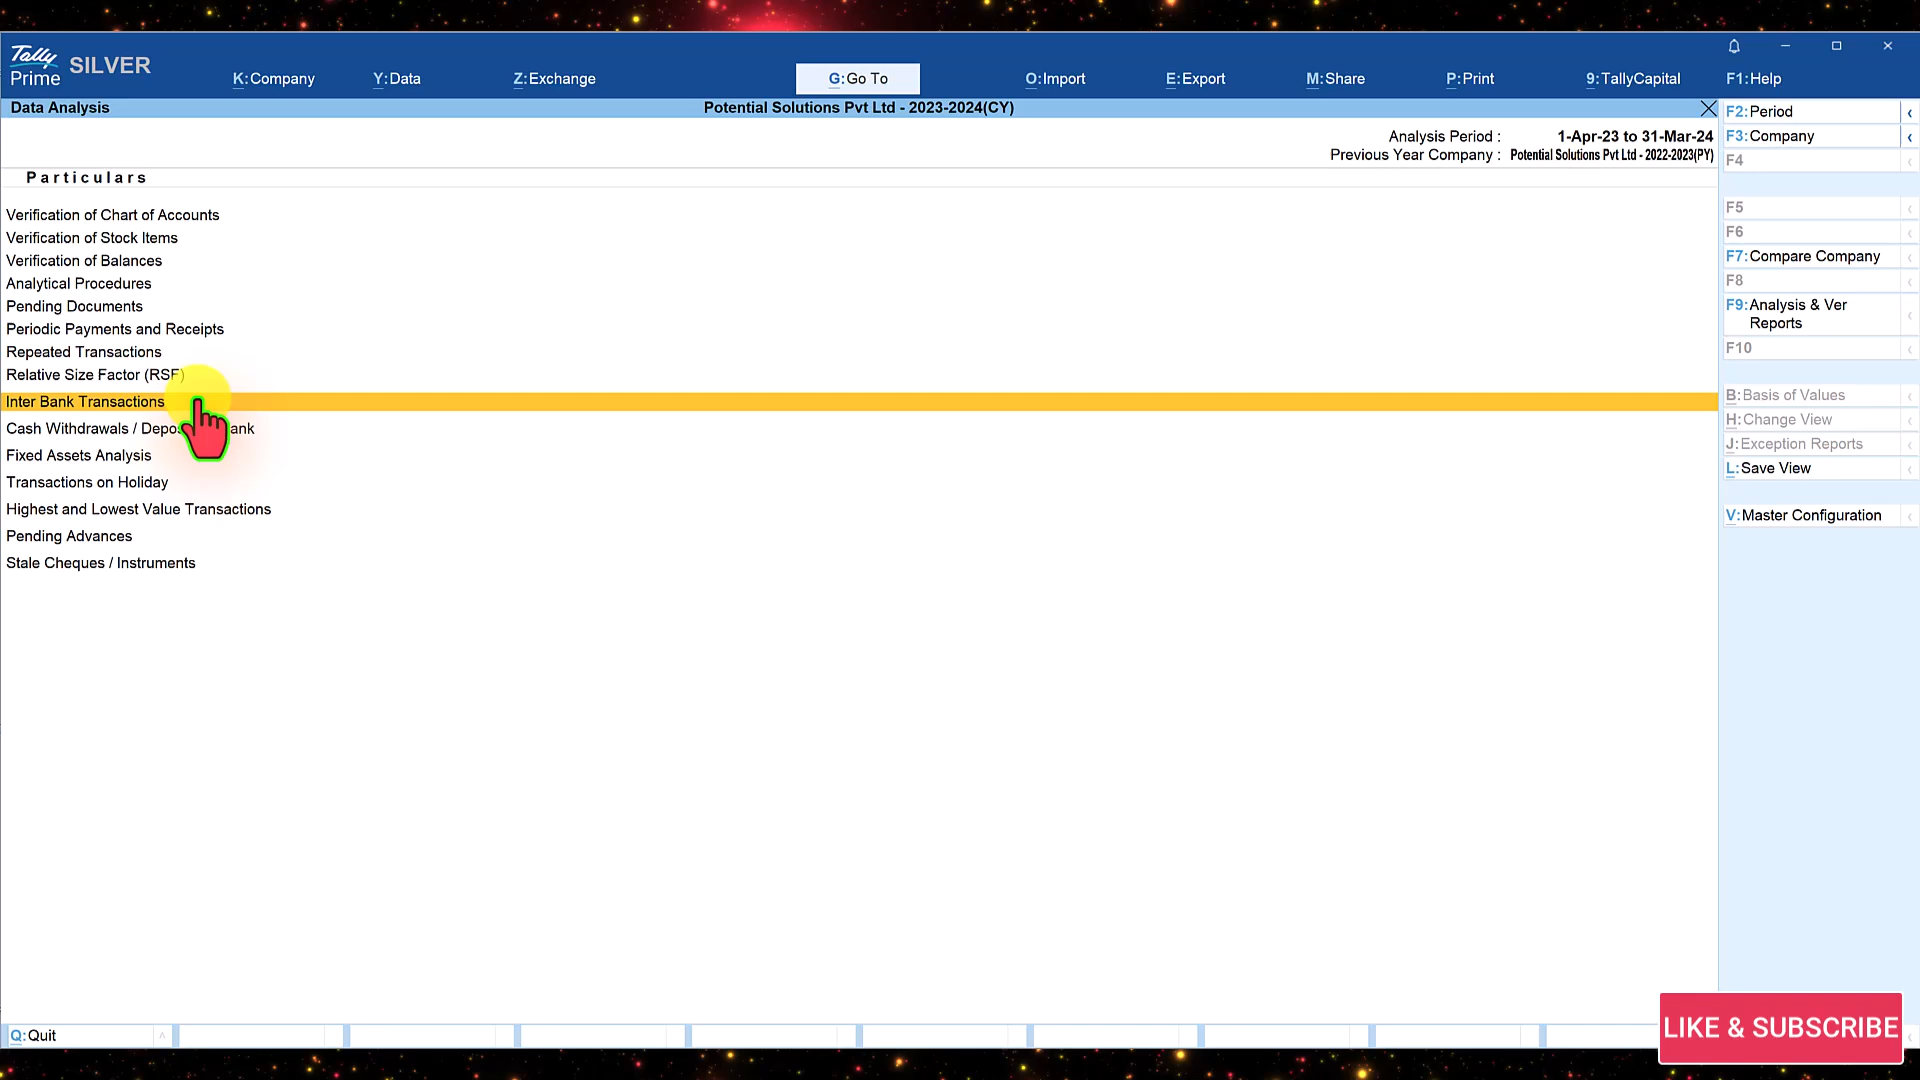 Tally
Prime
SILVER
K:Company
Y:Data
Z:Exchange
G:Go To
O:Import
E:Export
M:Share
P:Print
9:TallyCapital
F1:Help
Data Analysis
Potential Solutions Pvt Ltd - 2023-2024(CY)
Analysis Period : 1-Apr-23 to 31-Mar-24
Previous Year Company : Potential Solutions Pvt Ltd - 2022-2023(PY)
Particulars
Verification of Chart of Accounts
Verification of Stock Items
Verification of Balances
Analytical Procedures
Pending Documents
Periodic Payments and Receipts
Repeated Transactions
Relative Size Factor (RSF)
Inter Bank Transactions
Cash Withdrawals / Depos ank
Fixed Assets Analysis
Transactions on Holiday
Highest and Lowest Value Transactions
Pending Advances
Stale Cheques / Instruments
F2:Period
F3:Company
F4
F5
F6
F7:Compare Company
F8
F9:Analysis & Ver
Reports
F10
B:Basis of Values
H:Change View
J:Exception Reports
L:Save View
V:Master Configuration
Q:Quit
LIKE & SUBSCRIBE